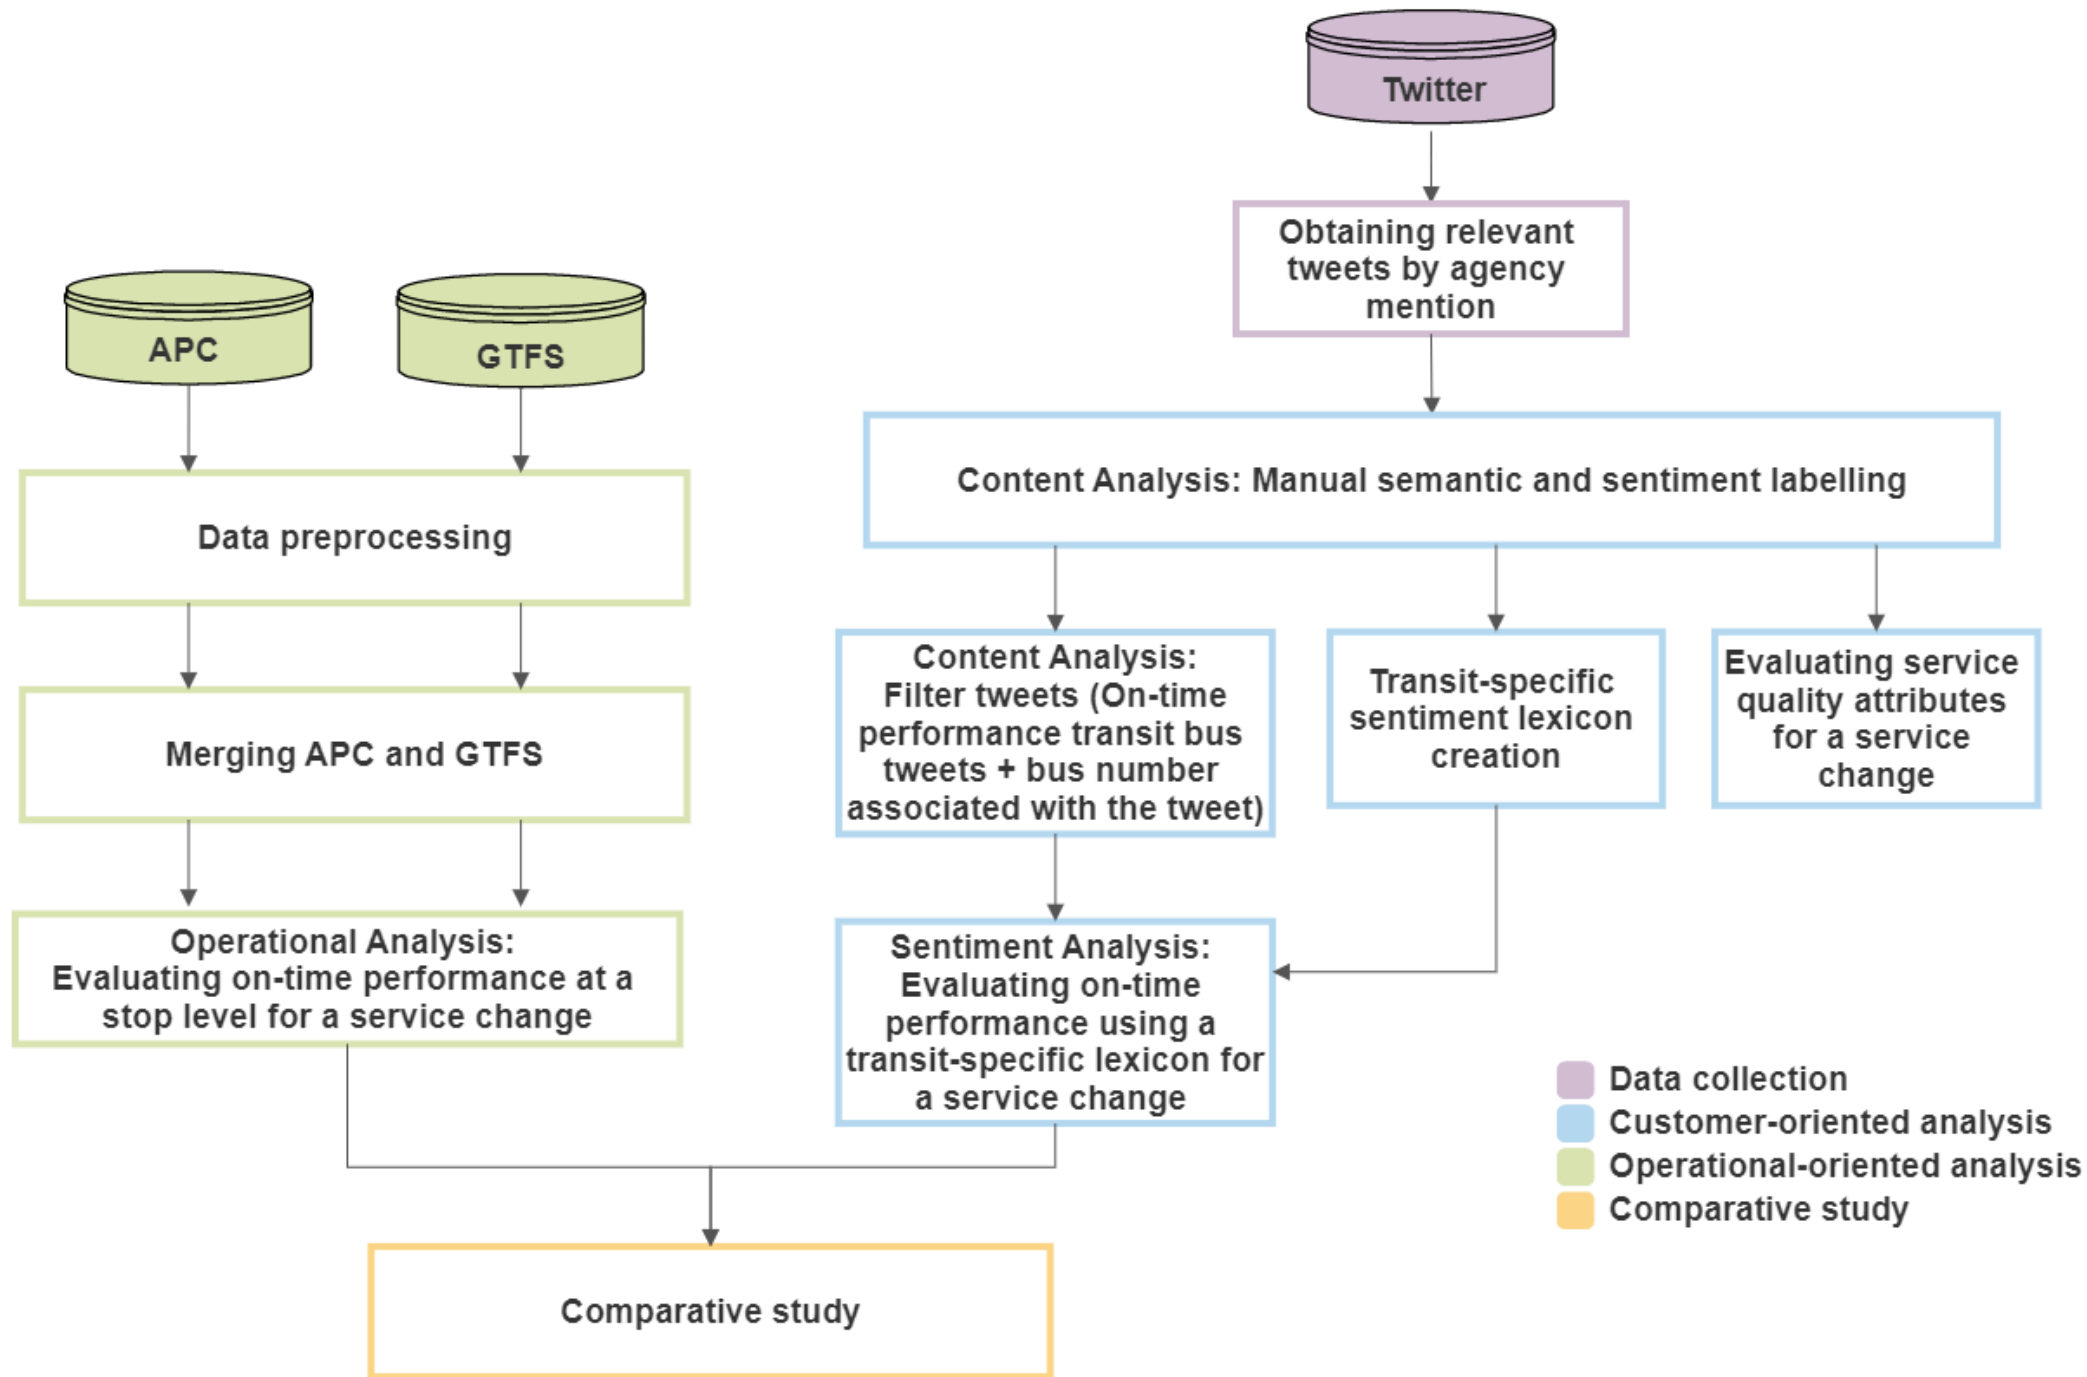 Twitter
Obtaining relevant
tweets by agency
mention
APC
GTFS
Data preprocessing
Merging APC and GTFS
Operational Analysis:
Evaluating on-time performance at a
stop level for a service change
Content Analysis: Manual semantic and sentiment labelling
Content Analysis:
Filter tweets (On-time
performance transit bus
tweets + bus number
associated with the tweet)
Transit-specific
sentiment lexicon
creation
Evaluating service
quality attributes
for a service
change
Sentiment Analysis:
Evaluating on-time
performance using a
transit-specific lexicon for
a service change
Comparative study
Data collection
Customer-oriented analysis
Operational-oriented analysis
Comparative study